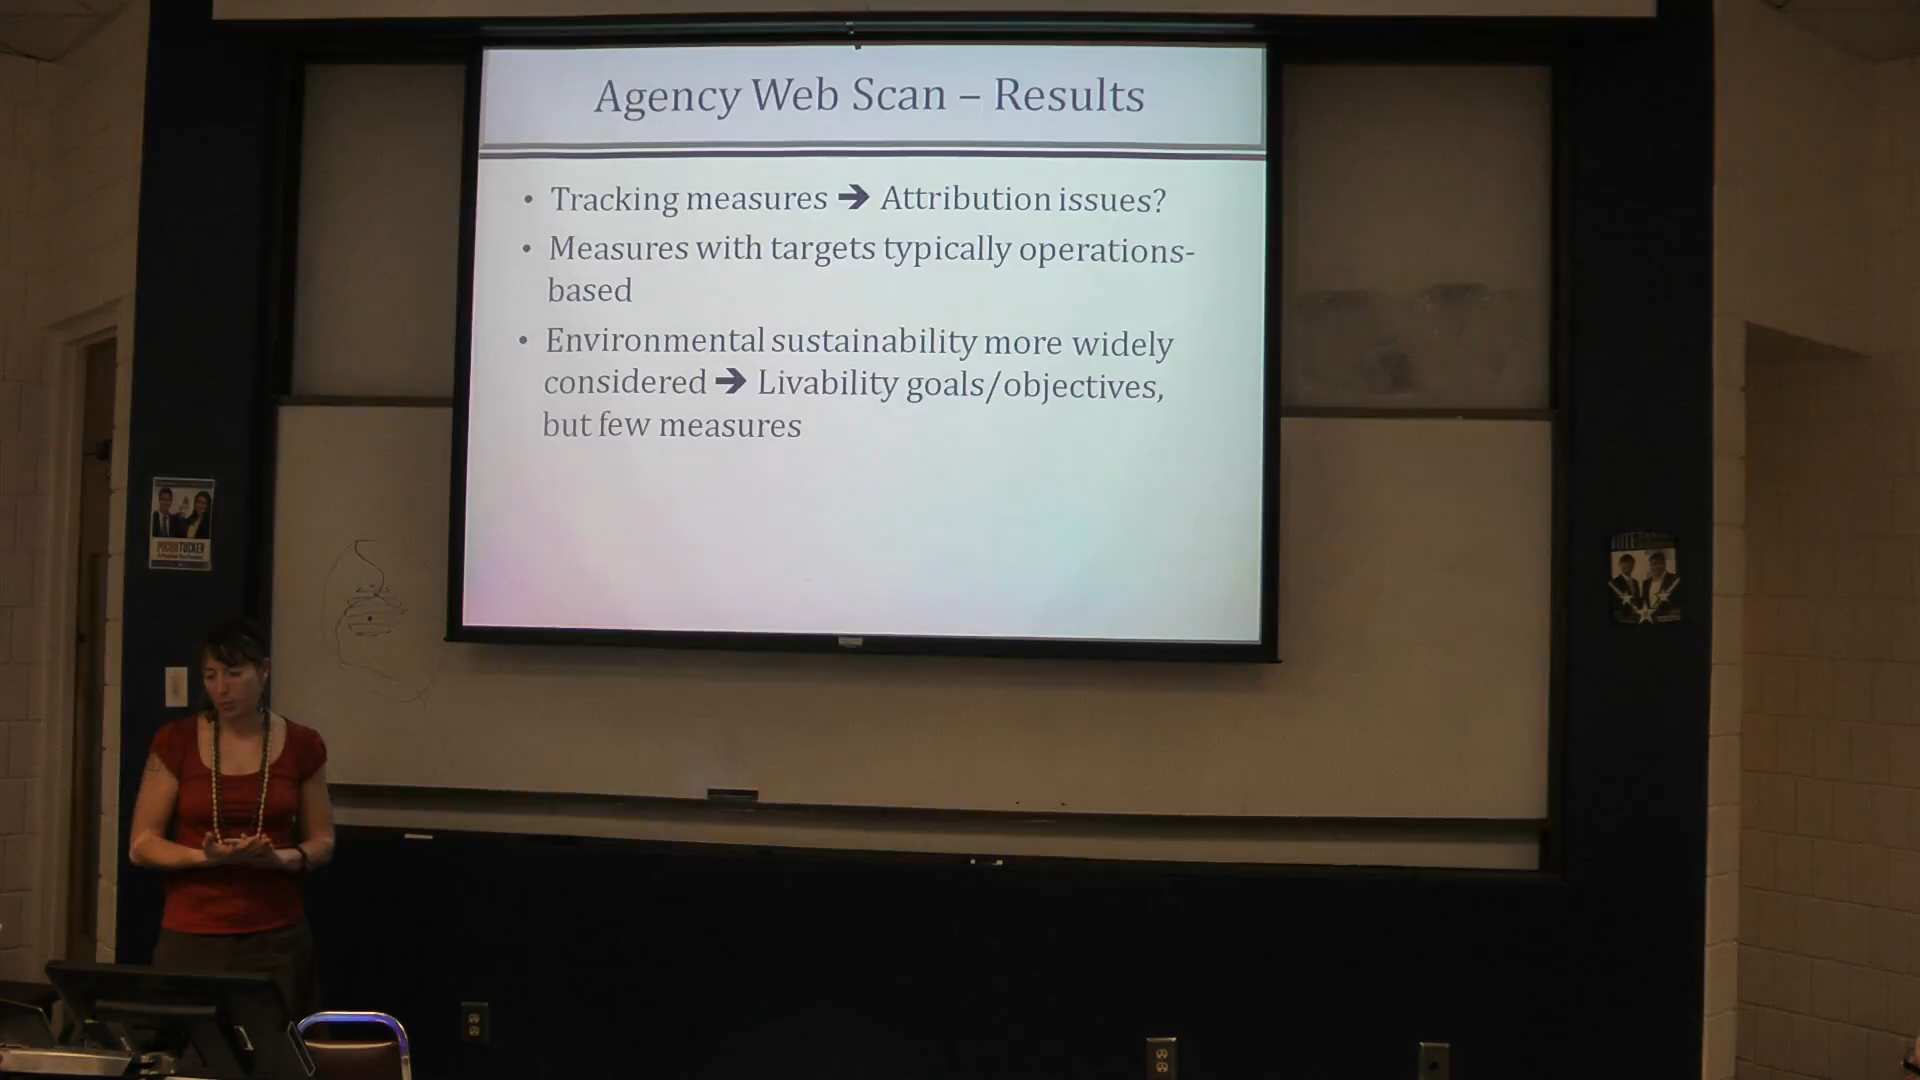 Agency Web Scan – Results
• Tracking measures ➔ Attribution issues?
• Measures with targets typically operations-
based
• Environmental sustainability more widely
considered ➔ Livability goals/objectives,
but few measures
TUCKER